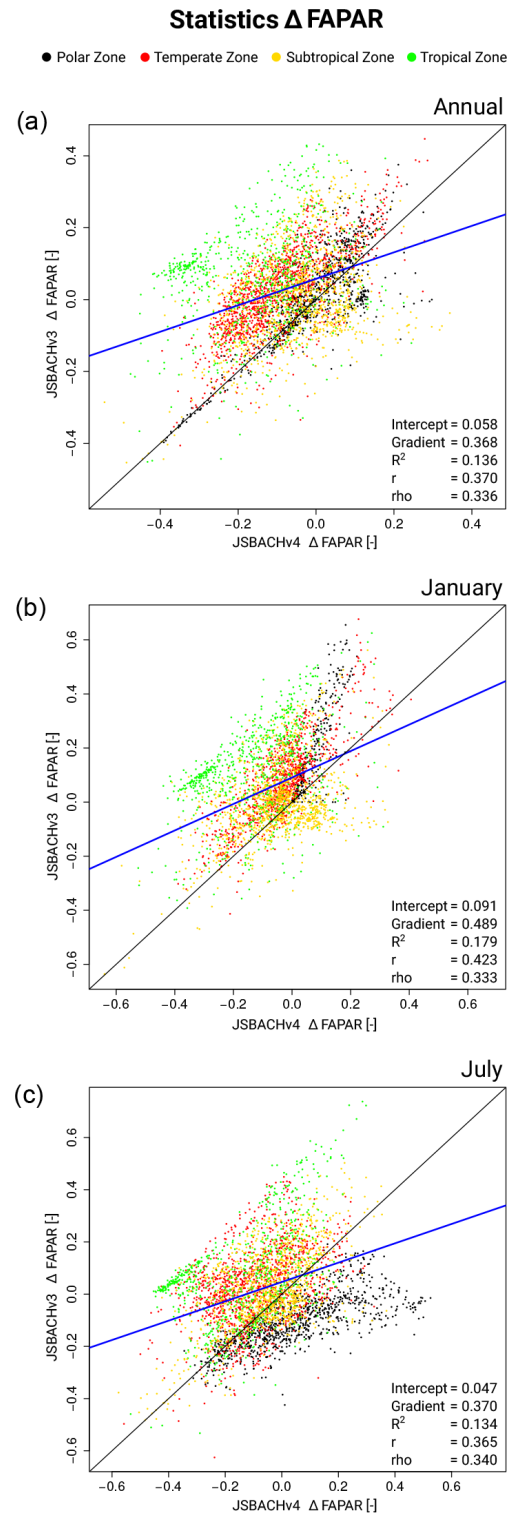 Statistics Δ FAPAR
Polar Zone Temperate Zone Subtropical Zone Tropical Zone
(a)
Annual
JSBACHv3 Δ FAPAR [-]
0.4
0.2
0.0
−0.2
−0.4
Intercept = 0.058
Gradient = 0.368
R² = 0.136
r = 0.370
rho = 0.336
−0.4 −0.2 0.0 0.2 0.4
JSBACHv4 Δ FAPAR [-]
(b)
January
JSBACHv3 Δ FAPAR [-]
0.6
0.4
0.2
0.0
−0.2
−0.4
−0.6
Intercept = 0.091
Gradient = 0.489
R² = 0.179
r = 0.423
rho = 0.333
−0.6 −0.4 −0.2 0.0 0.2 0.4 0.6
JSBACHv4 Δ FAPAR [-]
(c)
July
JSBACHv3 Δ FAPAR [-]
0.6
0.4
0.2
0.0
−0.2
−0.4
−0.6
Intercept = 0.047
Gradient = 0.370
R² = 0.134
r = 0.365
rho = 0.340
−0.6 −0.4 −0.2 0.0 0.2 0.4 0.6
JSBACHv4 Δ FAPAR [-]